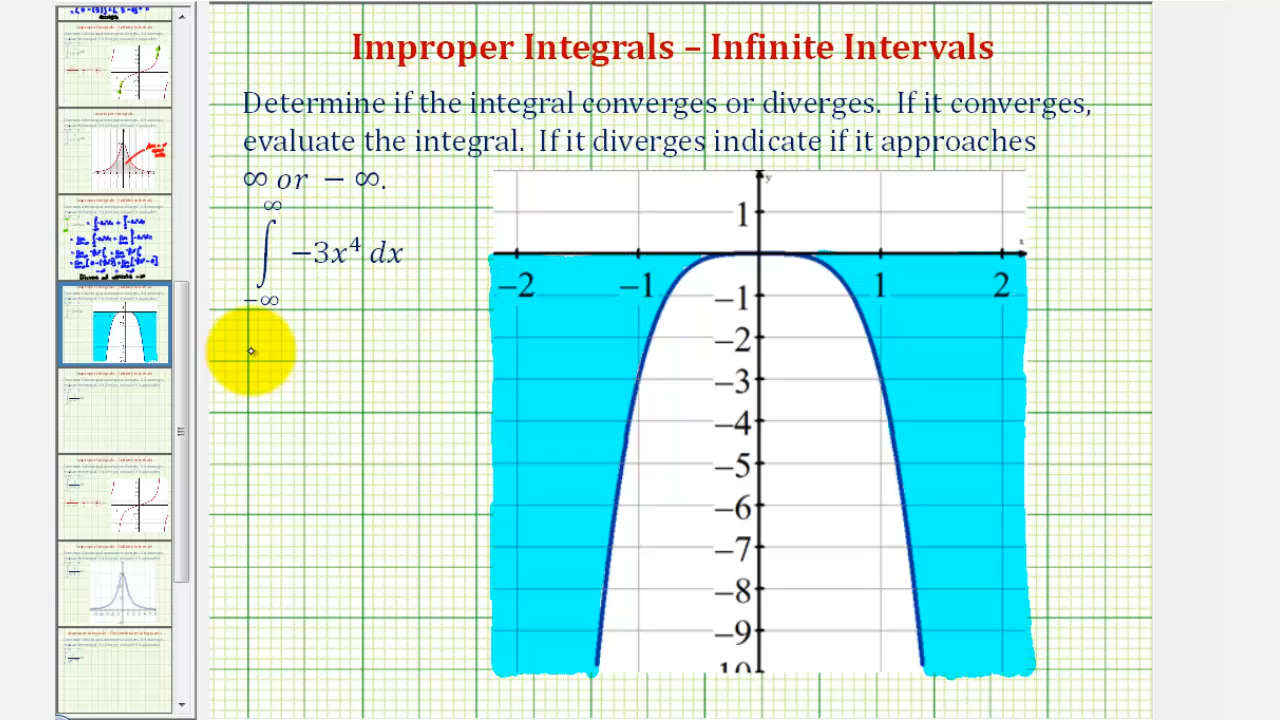 Improper Integrals – Infinite Intervals
Determine if the integral converges or diverges. If it converges,
evaluate the integral. If it diverges indicate if it approaches
∞ or − ∞.
∞
∫ −3x⁴ dx
−∞
y
1
x
−2
−1
1
2
−1
−2
−3
−4
−5
−6
−7
−8
−9
10